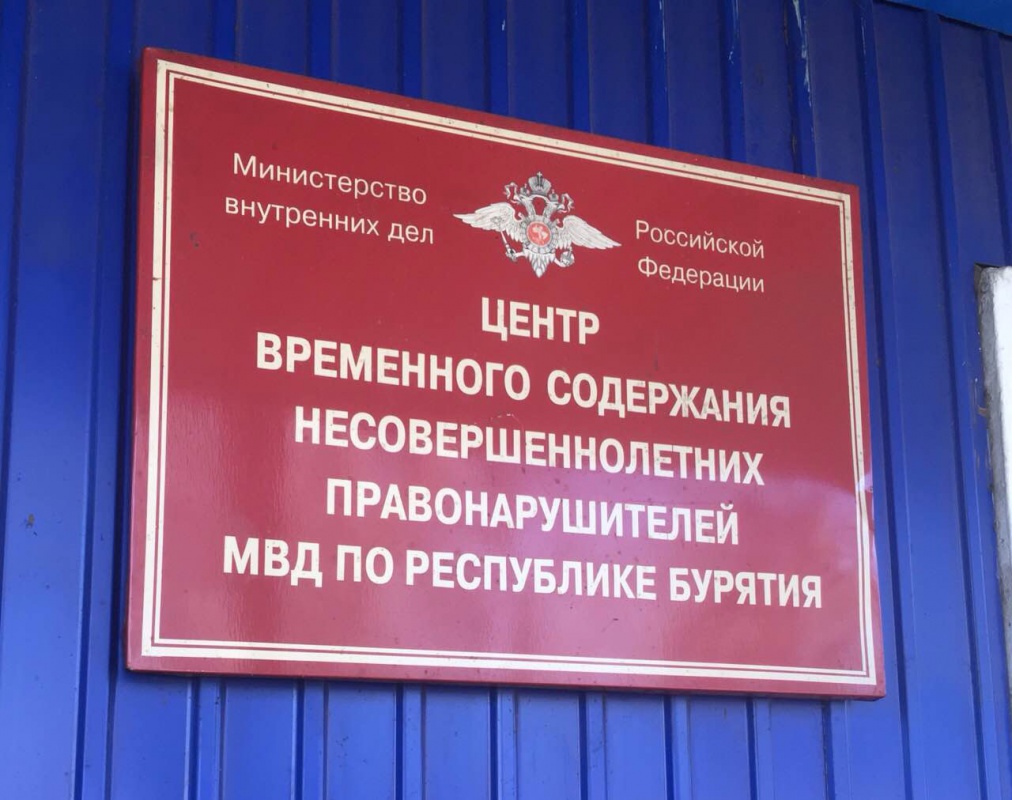 Министерство
внутренних дел
Российской
Федерации
ЦЕНТР
ВРЕМЕННОГО СОДЕРЖАНИЯ
НЕСОВЕРШЕННОЛЕТНИХ
ПРАВОНАРУШИТЕЛЕЙ
МВД ПО РЕСПУБЛИКЕ БУРЯТИЯ